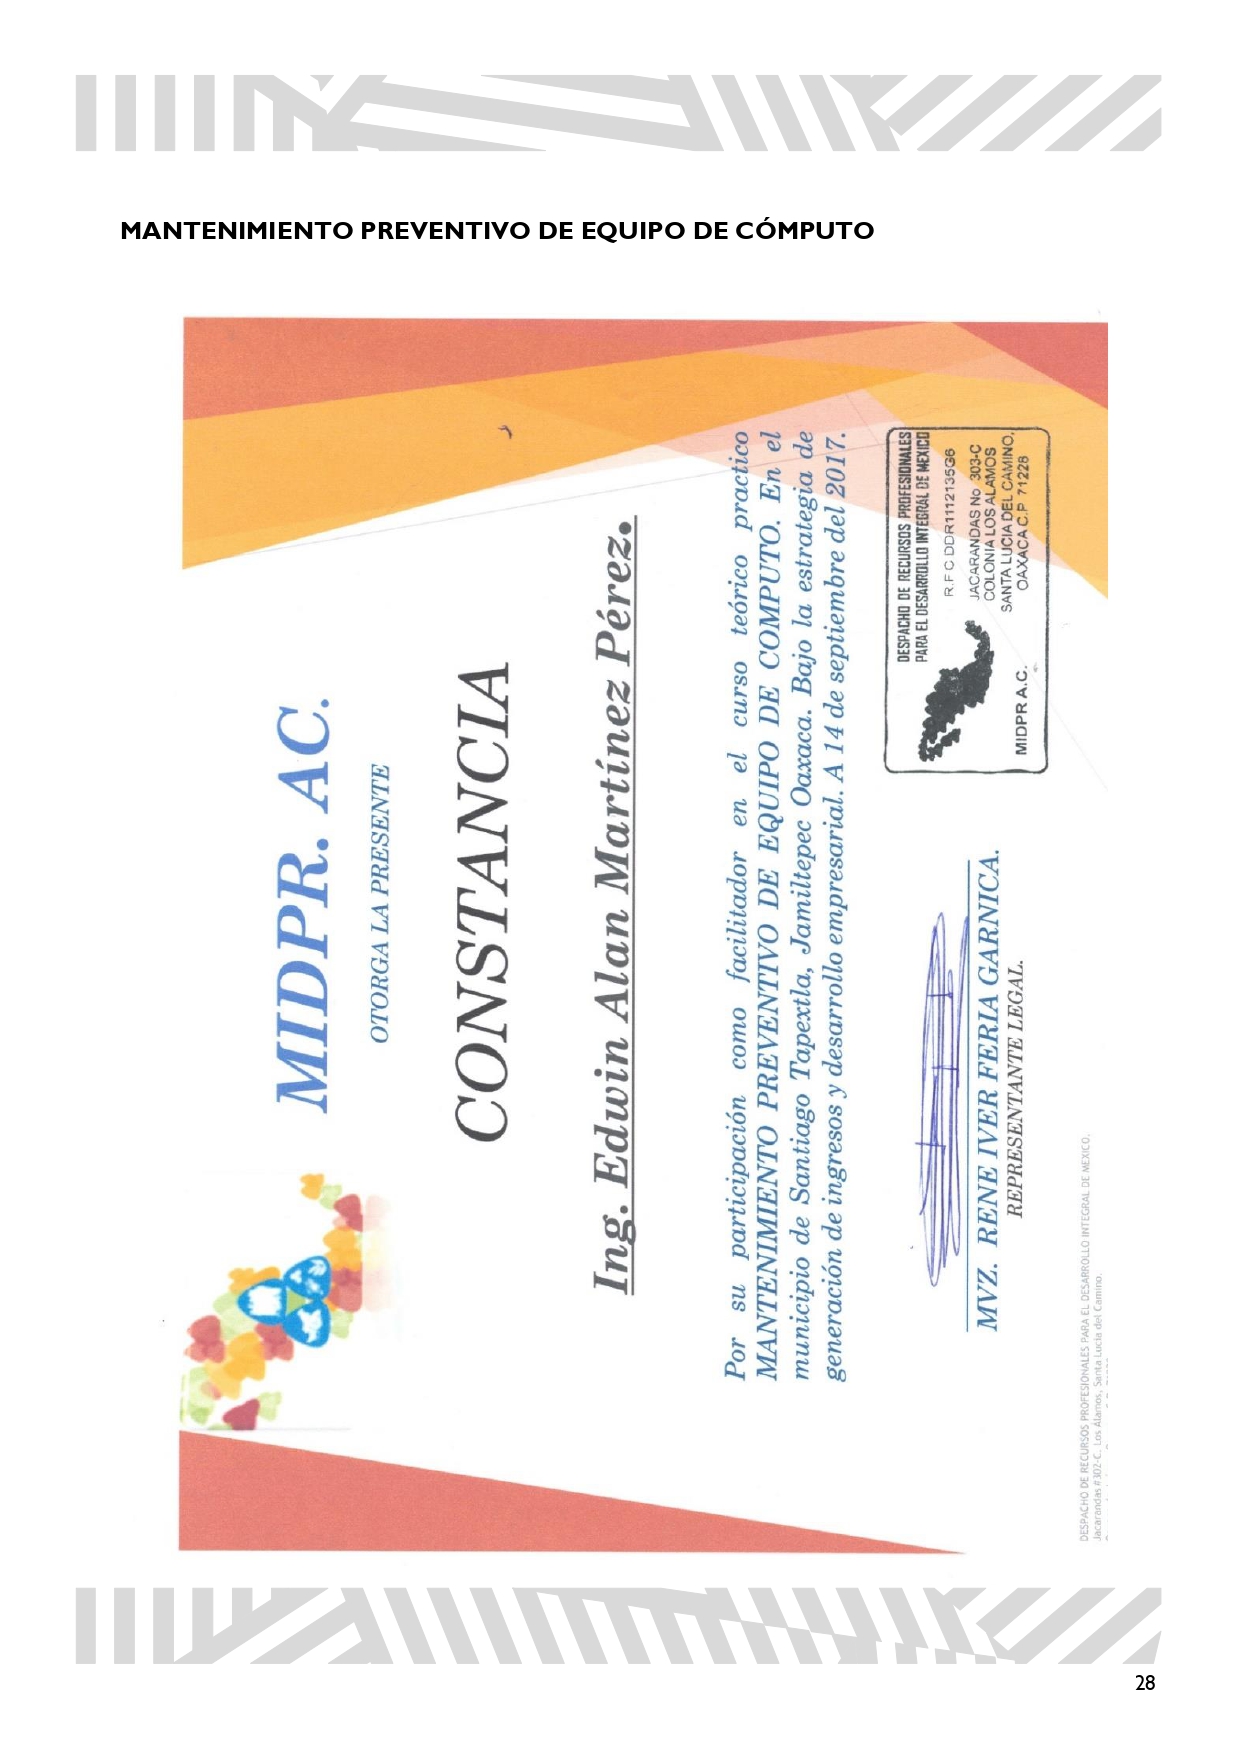 MANTENIMIENTO PREVENTIVO DE EQUIPO DE CÓMPUTO
MIDPR. AC.
OTORGA LA PRESENTE
CONSTANCIA
Ing. Edwin Alan Martínez Pérez.
Por su participación como facilitador en el curso teórico practico
MANTENIMIENTO PREVENTIVO DE EQUIPO DE COMPUTO. En el
municipio de Santiago Tapextla, Jamiltepec Oaxaca. Bajo la estrategia de
generación de ingresos y desarrollo empresarial. A 14 de septiembre del 2017.
DESPACHO DE RECURSOS PROFESIONALES
PARA EL DESARROLLO INTEGRAL DE MEXICO
R.F C DDR1112135G6
JACARANDAS No 303-C
COLONIA LOS ALAMOS
SANTA LUCIA DEL CAMINO,
OAXACA C.P 71228
MIDPR A.C.
MVZ. RENE IVER FERIA GARNICA.
REPRESENTANTE LEGAL.
DESPACHO DE RECURSOS PROFESIONALES PARA EL DESARROLLO INTEGRAL DE MEXICO.
Jacarandas #302-C. Los Álamos, Santa Lucia del Camino.
28